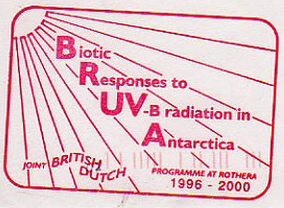 Biotic
Responses to
UV-B radiation in
Antarctica
JOINT BRITISH
DUTCH
PROGRAMME AT ROTHERA
1996 - 2000